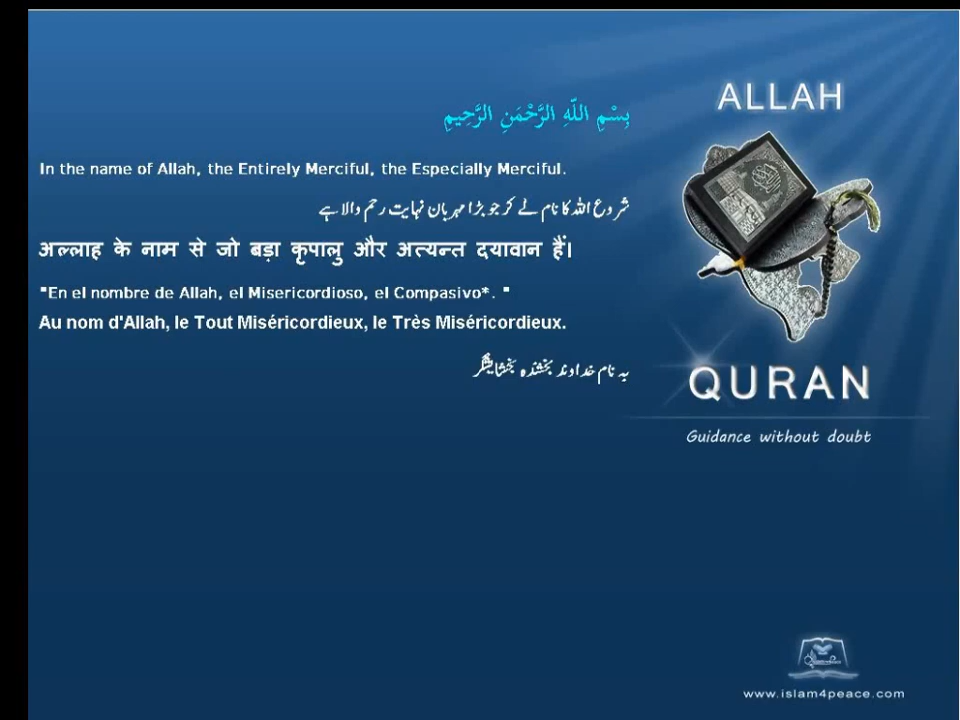 بِسْمِ اللّهِ الرَّحْمَنِ الرَّحِيمِ
In the name of Allah, the Entirely Merciful, the Especially Merciful.
شروع الله کا نام لے کر جو بڑا مہربان نہایت رحم والا ہے
अल्लाह के नाम से जो बड़ा कृपालु और अत्यन्त दयावान हैं।
"En el nombre de Allah, el Misericordioso, el Compasivo*. "
Au nom d'Allah, le Tout Miséricordieux, le Très Miséricordieux.
به نام خداوند بخشنده بخشایشگر
ALLAH
QURAN
Guidance without doubt
www.islam4peace.com